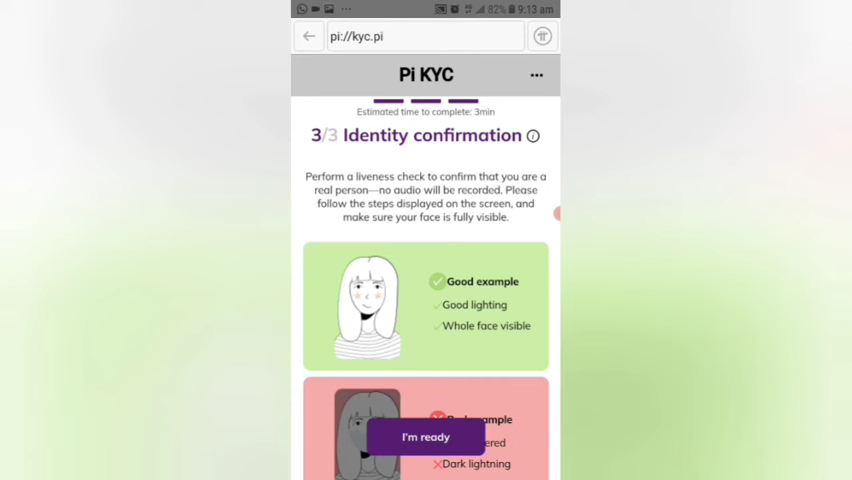 82% 9:13 am
pi://kyc.pi
Pi KYC
Estimated time to complete: 3min
3/3 Identity confirmation
Perform a liveness check to confirm that you are a
real person—no audio will be recorded. Please
follow the steps displayed on the screen, and
make sure your face is fully visible.
Good example
Good lighting
Whole face visible
I'm ready
Dark lightning